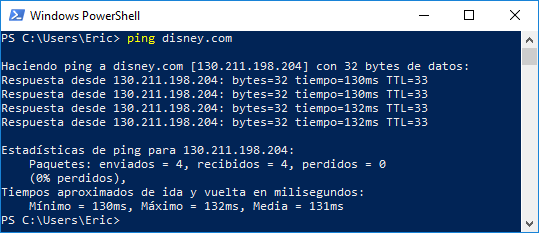 Windows PowerShell
PS C:\Users\Eric> ping disney.com
Haciendo ping a disney.com [130.211.198.204] con 32 bytes de datos:
Respuesta desde 130.211.198.204: bytes=32 tiempo=130ms TTL=33
Respuesta desde 130.211.198.204: bytes=32 tiempo=130ms TTL=33
Respuesta desde 130.211.198.204: bytes=32 tiempo=132ms TTL=33
Respuesta desde 130.211.198.204: bytes=32 tiempo=132ms TTL=33
Estadísticas de ping para 130.211.198.204:
Paquetes: enviados = 4, recibidos = 4, perdidos = 0
(0% perdidos),
Tiempos aproximados de ida y vuelta en milisegundos:
Mínimo = 130ms, Máximo = 132ms, Media = 131ms
PS C:\Users\Eric>